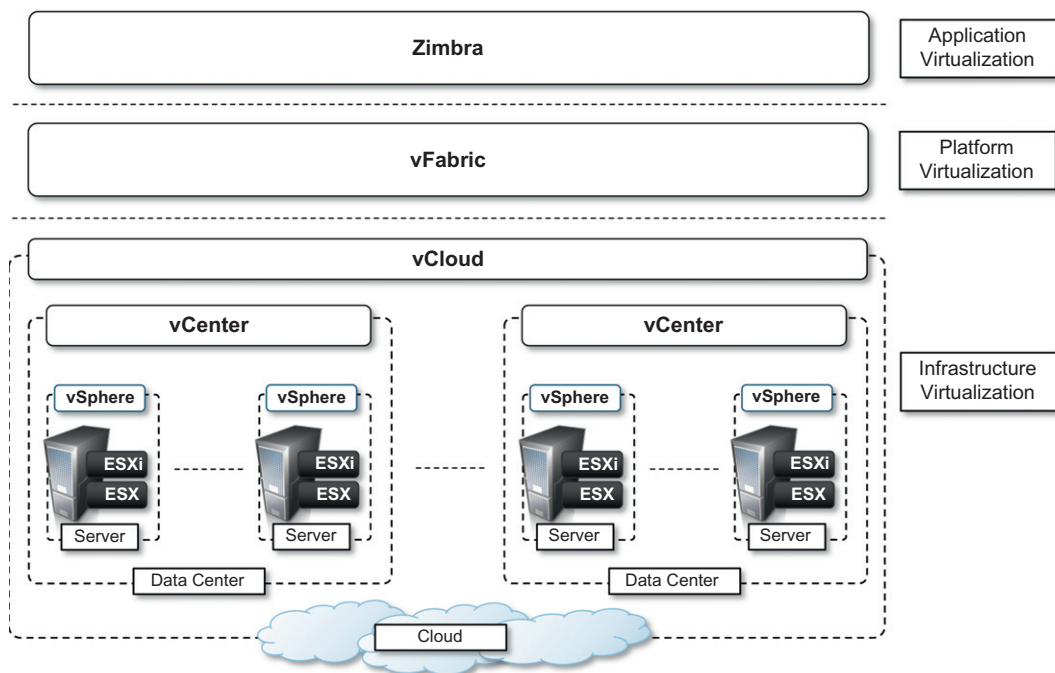 Zimbra
Application
Virtualization
vFabric
Platform
Virtualization
vCloud
vCenter
vCenter
Infrastructure
Virtualization
vSphere
vSphere
vSphere
vSphere
ESXi
ESXi
ESXi
ESXi
ESX
ESX
ESX
ESX
Server
Server
Server
Server
Data Center
Data Center
Cloud